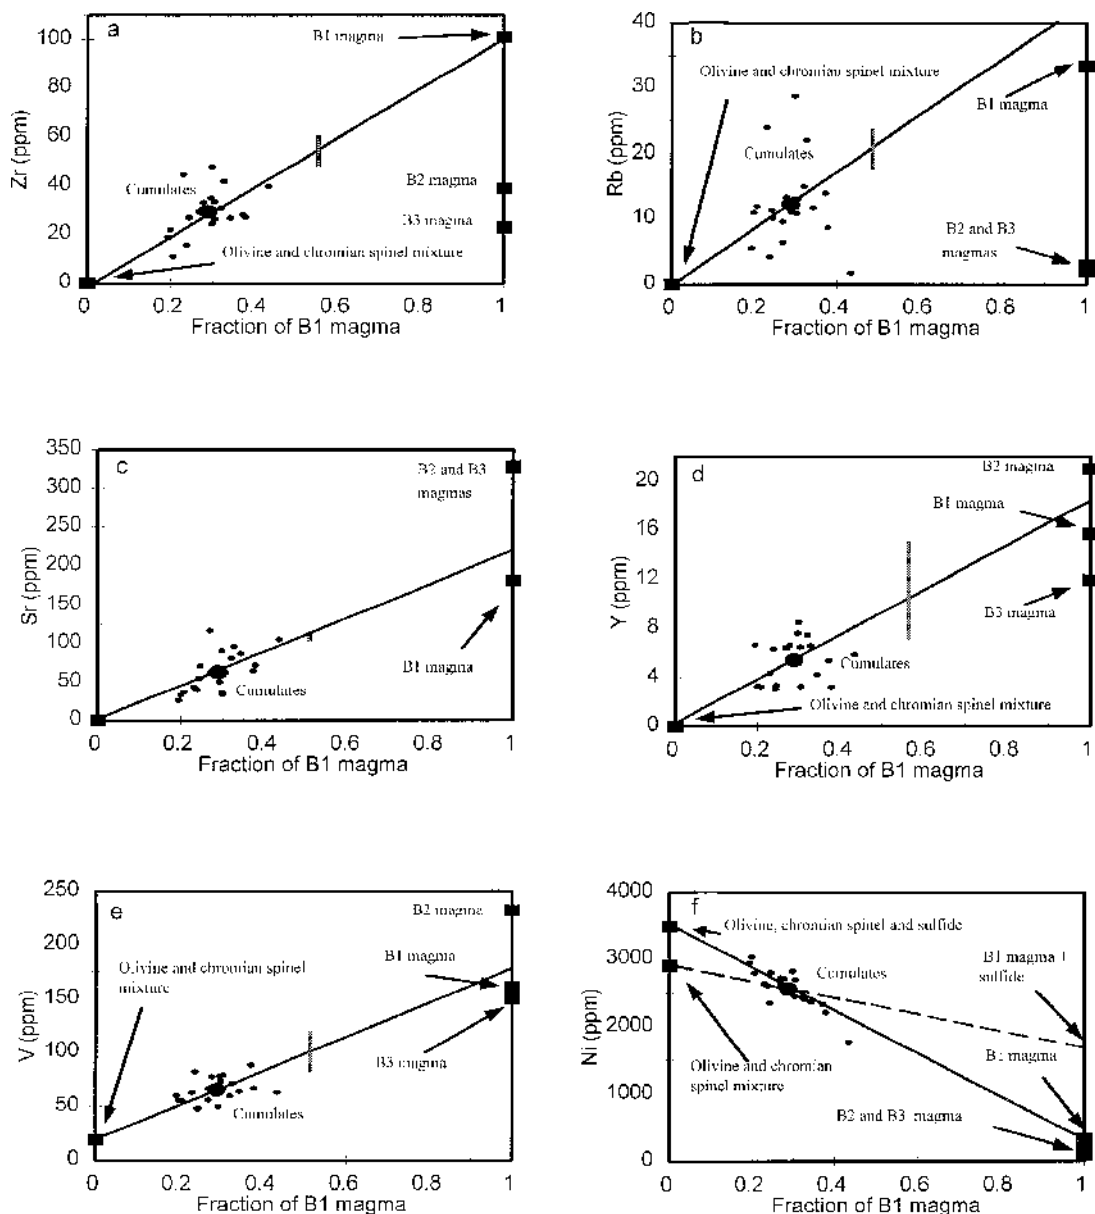 a
B1 magma
Zr (ppm)
100
80
60
40
20
0
Cumulates
B2 magma
B3 magma
Olivine and chromian spinel mixture
0 0.2 0.4 0.6 0.8 1
Fraction of B1 magma
b
Olivine and chromian spinel mixture
B1 magma
Rb (ppm)
40
30
20
10
0
Cumulates
B2 and B3
magmas
0 0.2 0.4 0.6 0.8 1
Fraction of B1 magma
c
B2 and B3
magmas
Sr (ppm)
350
300
250
200
150
100
50
0
B1 magma
Cumulates
0 0.2 0.4 0.6 0.8 1
Fraction of B1 magma
d
B2 magma
B1 magma
Y (ppm)
20
16
12
8
4
0
B3 magma
Cumulates
Olivine and chromian spinel mixture
0 0.2 0.4 0.6 0.8 1
Fraction of B1 magma
e
B2 magma
V (ppm)
250
200
150
100
50
0
B1 magma
Olivine and chromian spinel
mixture
B3 magma
Cumulates
0 0.2 0.4 0.6 0.8 1
Fraction of B1 magma
f
Olivine, chromian spinel and sulfide
Ni (ppm)
4000
3000
2000
1000
0
Cumulates
B1 magma +
sulfide
B1 magma
Olivine and chromian
spinel mixture
B2 and B3 magma
0 0.2 0.4 0.6 0.8 1
Fraction of B1 magma